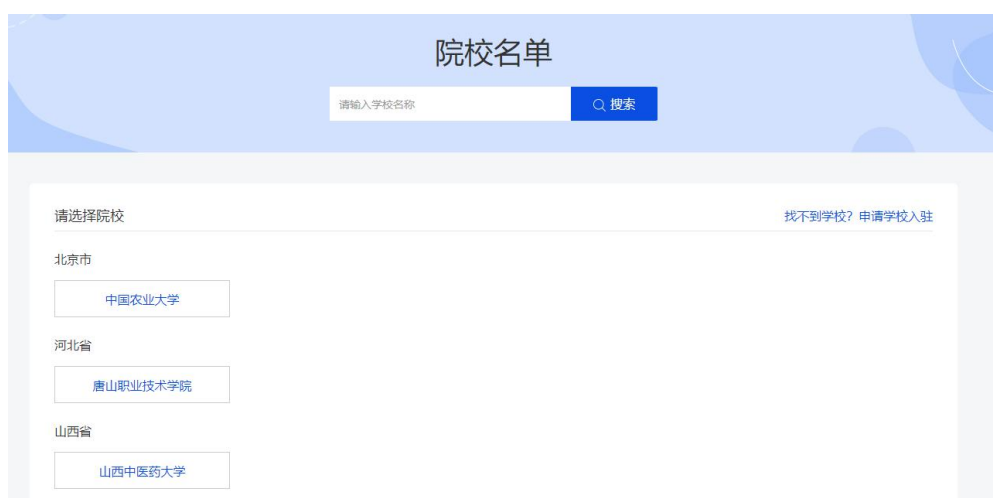 院校名单
请输入学校名称
搜索
请选择院校
找不到学校？申请学校入驻
北京市
中国农业大学
河北省
唐山职业技术学院
山西省
山西中医药大学